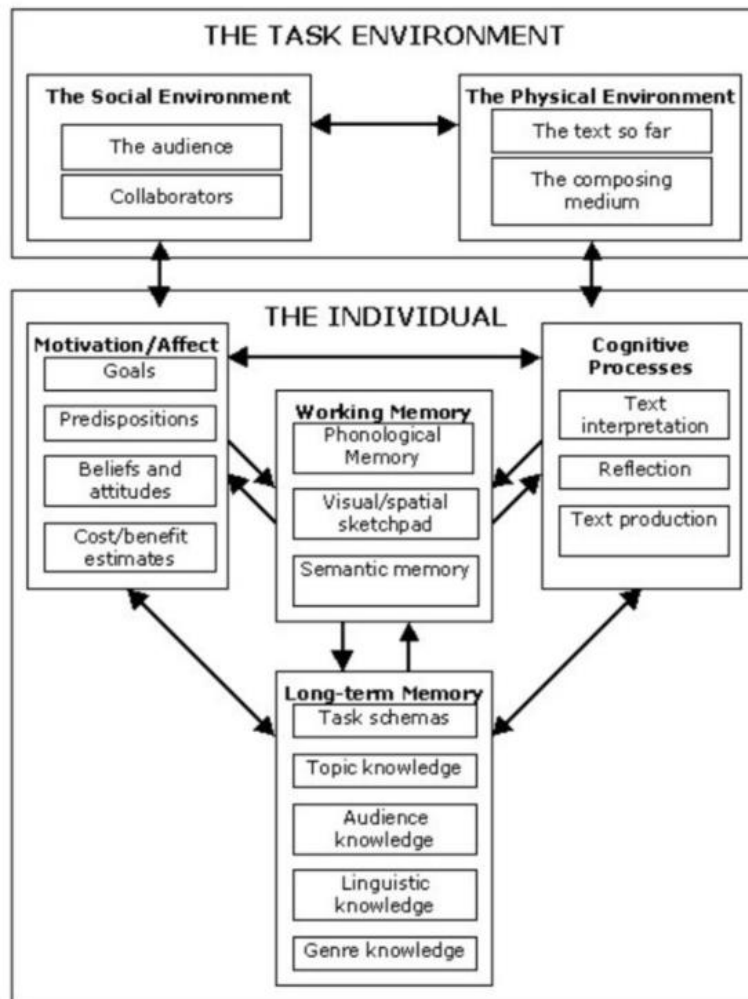 THE TASK ENVIRONMENT
The Social Environment
The audience
Collaborators
The Physical Environment
The text so far
The composing
medium
THE INDIVIDUAL
Motivation/Affect
Goals
Predispositions
Beliefs and
attitudes
Cost/benefit
estimates
Working Memory
Phonological
Memory
Visual/spatial
sketchpad
Semantic memory
Cognitive
Processes
Text
interpretation
Reflection
Text production
Long-term Memory
Task schemas
Topic knowledge
Audience
knowledge
Linguistic
knowledge
Genre knowledge